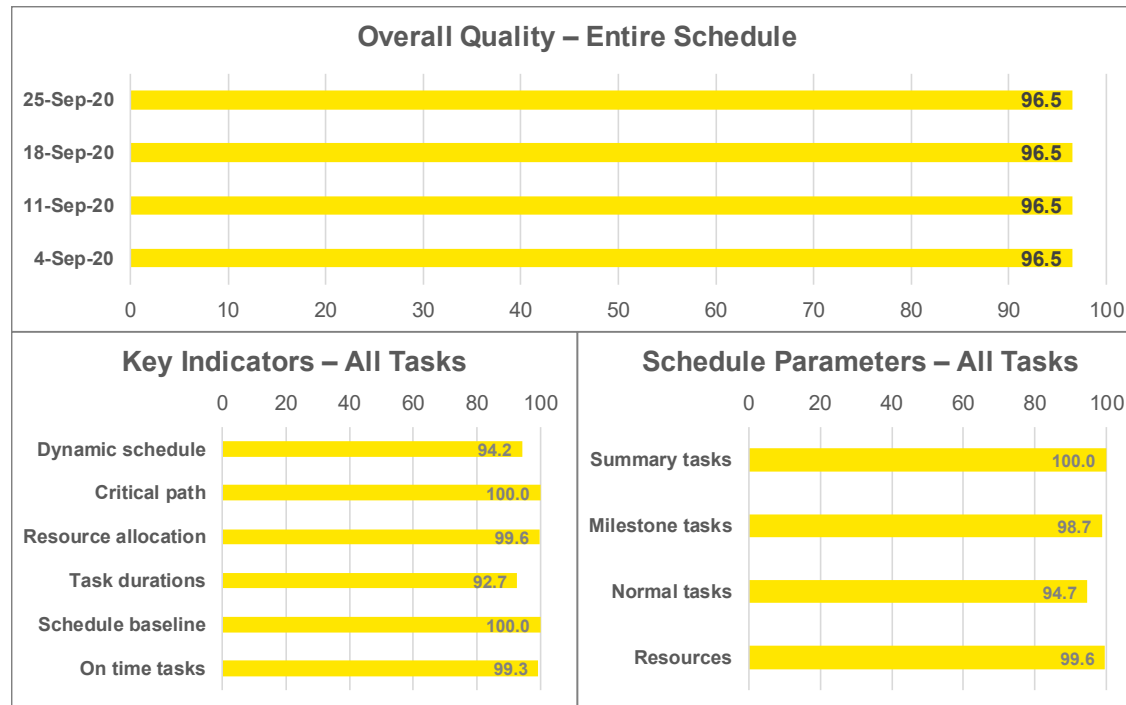 Overall Quality – Entire Schedule
25-Sep-20 96.5
18-Sep-20 96.5
11-Sep-20 96.5
4-Sep-20 96.5
0 10 20 30 40 50 60 70 80 90 100
Key Indicators – All Tasks
0 20 40 60 80 100
Dynamic schedule 94.2
Critical path 100.0
Resource allocation 99.6
Task durations 92.7
Schedule baseline 100.0
On time tasks 99.3
Schedule Parameters – All Tasks
0 20 40 60 80 100
Summary tasks 100.0
Milestone tasks 98.7
Normal tasks 94.7
Resources 99.6